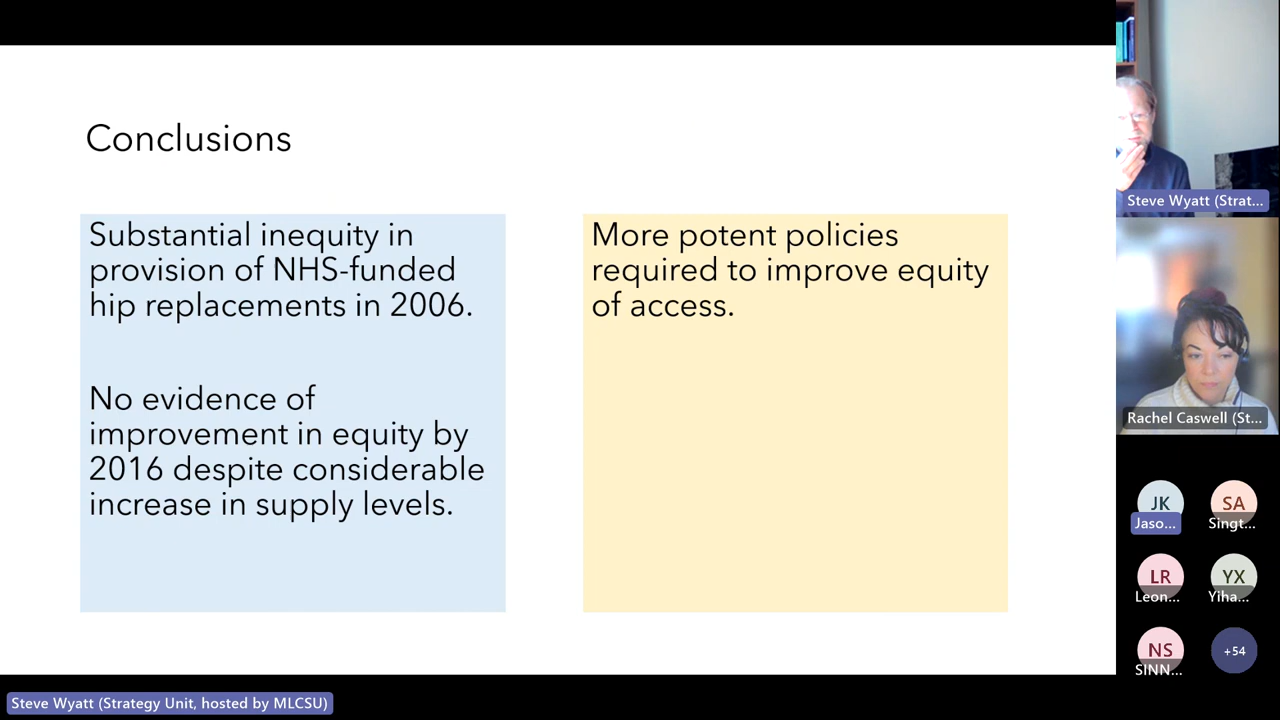 Conclusions
Substantial inequity in
provision of NHS-funded
hip replacements in 2006.
No evidence of
improvement in equity by
2016 despite considerable
increase in supply levels.
More potent policies
required to improve equity
of access.
Steve Wyatt (Strat...
Rachel Caswell (St...
JK
Jaso...
SA
Singt...
LR
Leon...
YX
Yiha...
NS
SINN...
+54
Steve Wyatt (Strategy Unit, hosted by MLCSU)